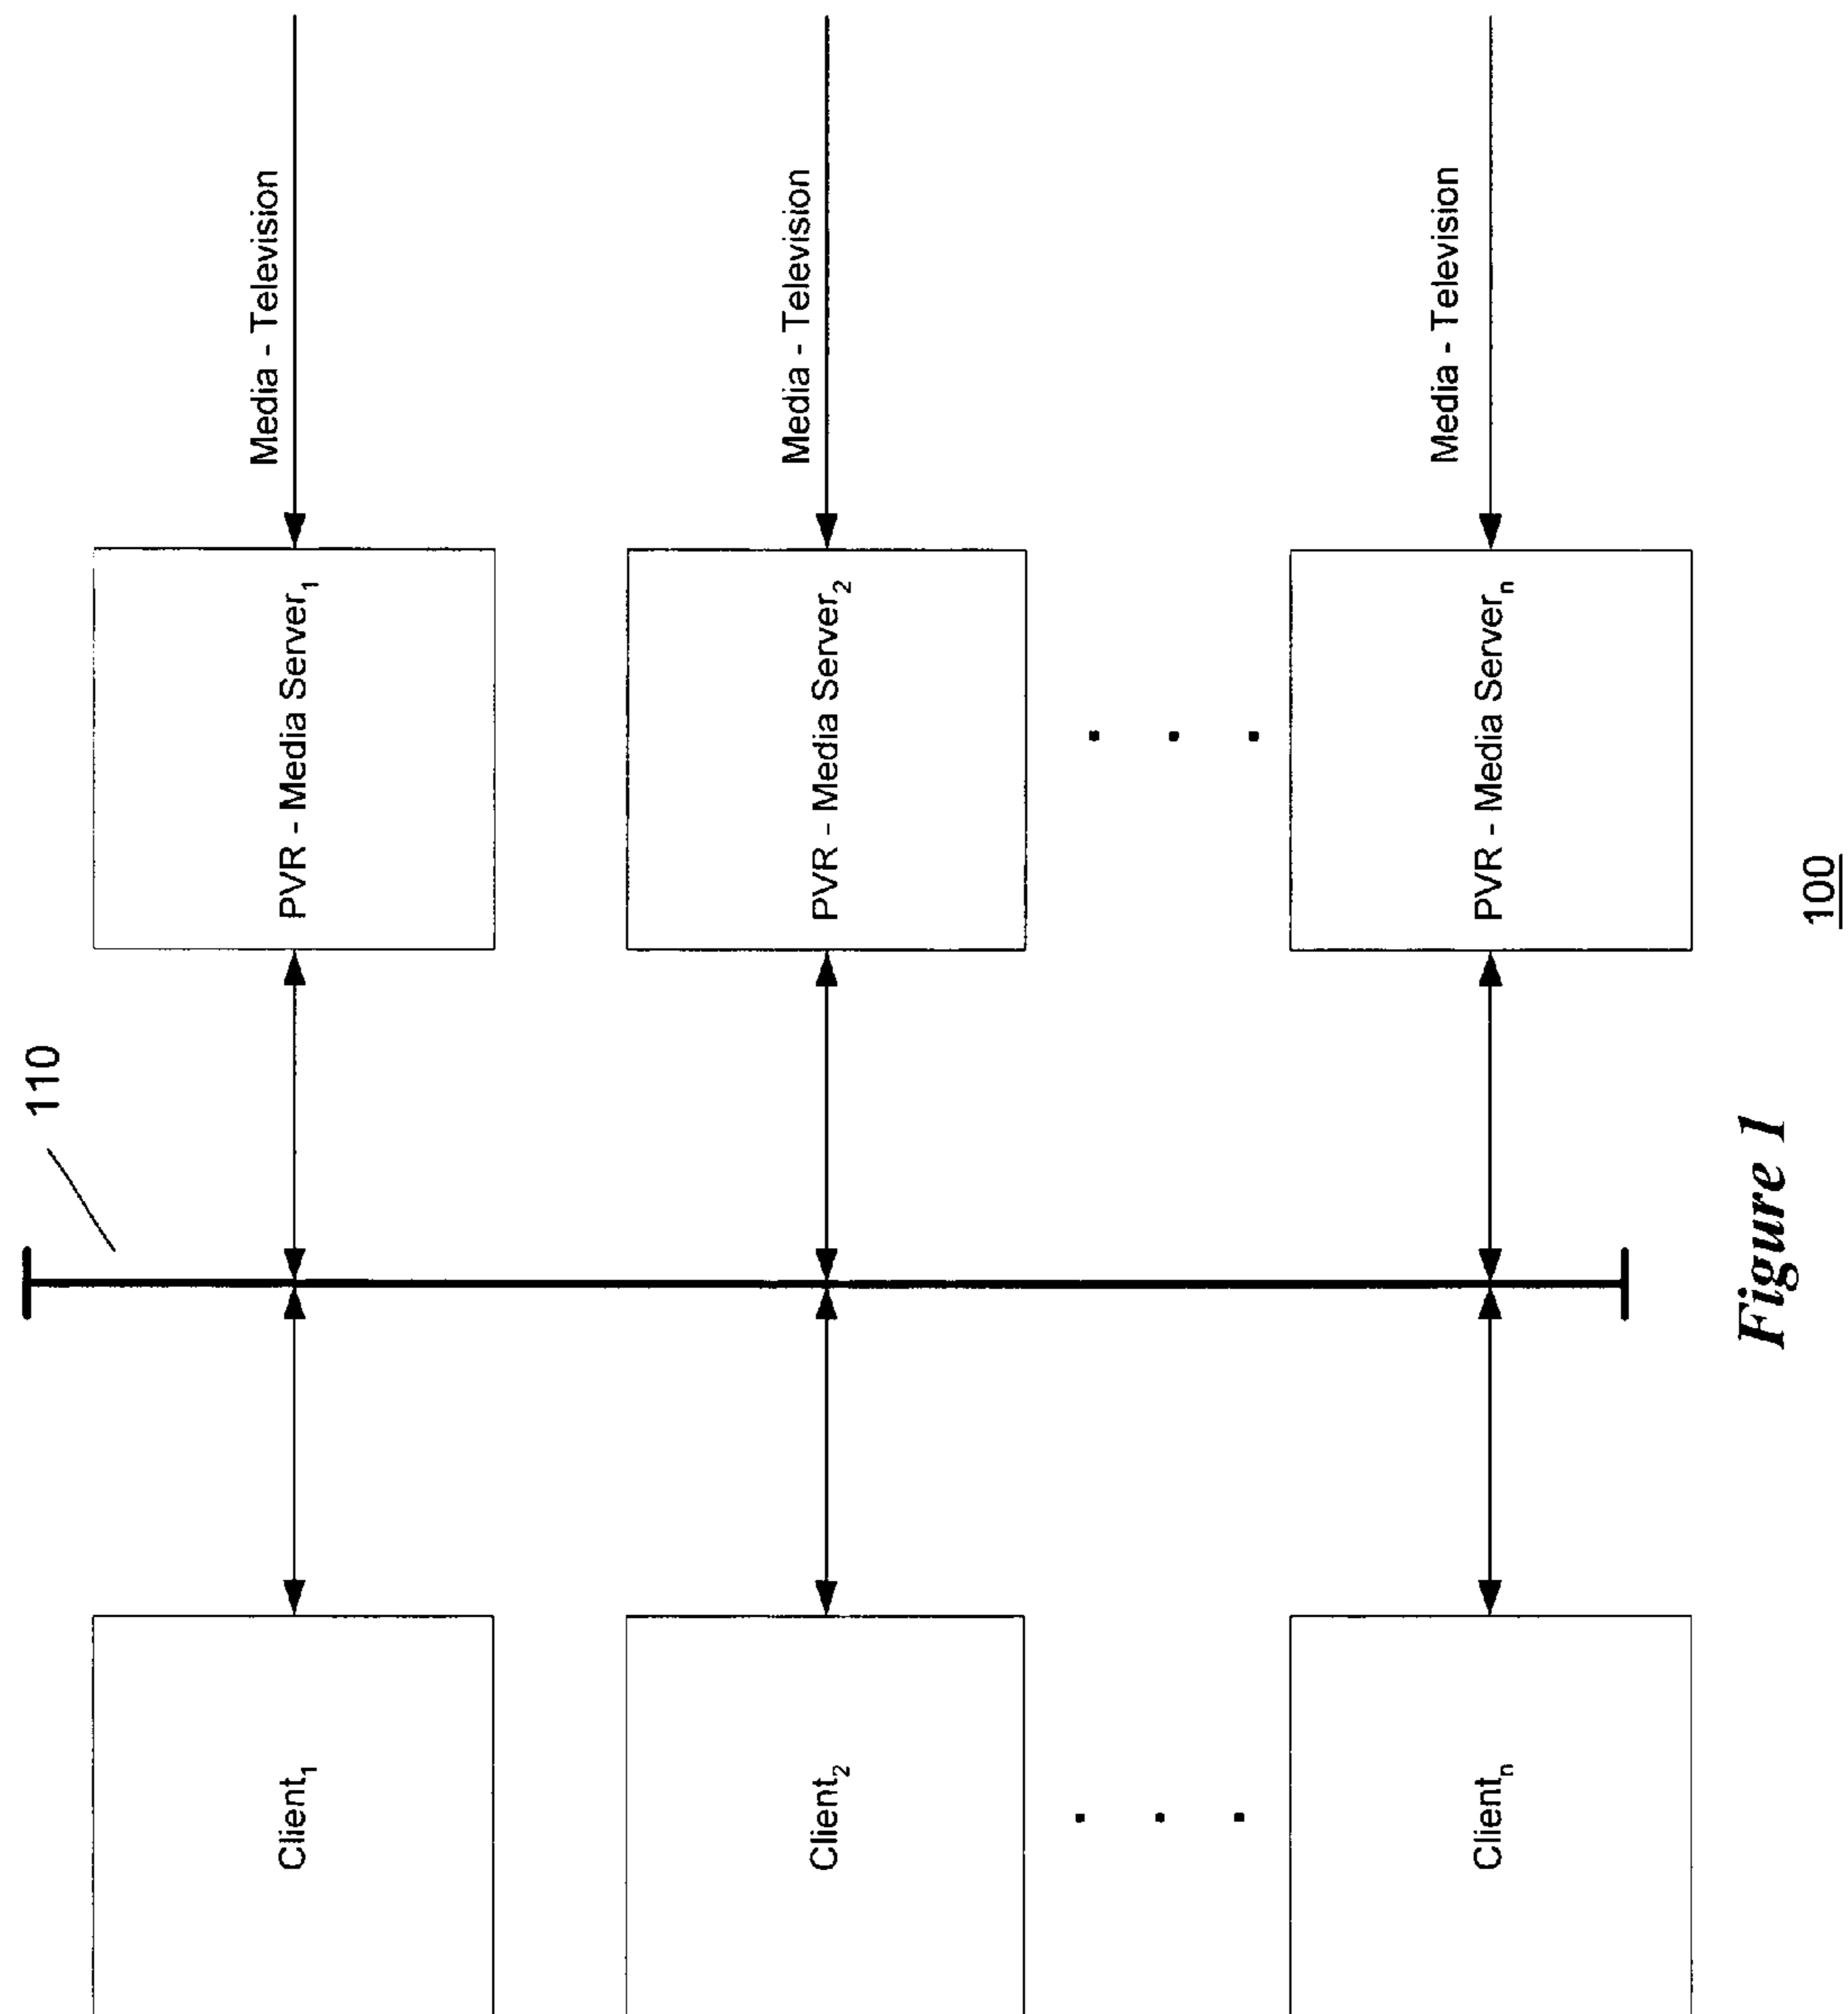 Media - Television
Media - Television
Media - Television
PVR - Media Server₁
PVR - Media Server₂
PVR - Media Serverₙ
110
100
Client₁
Client₂
Clientₙ
Figure 1